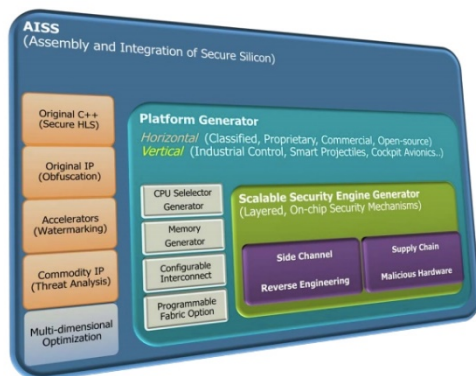 AISS
(Assembly and Integration of Secure Silicon)
Original C++
(Secure HLS)
Original IP
(Obfuscation)
Accelerators
(Watermarking)
Commodity IP
(Threat Analysis)
Multi-dimensional
Optimization
Platform Generator
Horizontal (Classified, Proprietary, Commercial, Open-source)
Vertical (Industrial Control, Smart Projectiles, Cockpit Avionics..)
CPU Selelector
Generator
Memory
Generator
Configurable
Interconnect
Programmable
Fabric Option
Scalable Security Engine Generator
(Layered, On-chip Security Mechanisms)
Side Channel
Reverse Engineering
Supply Chain
Malicious Hardware